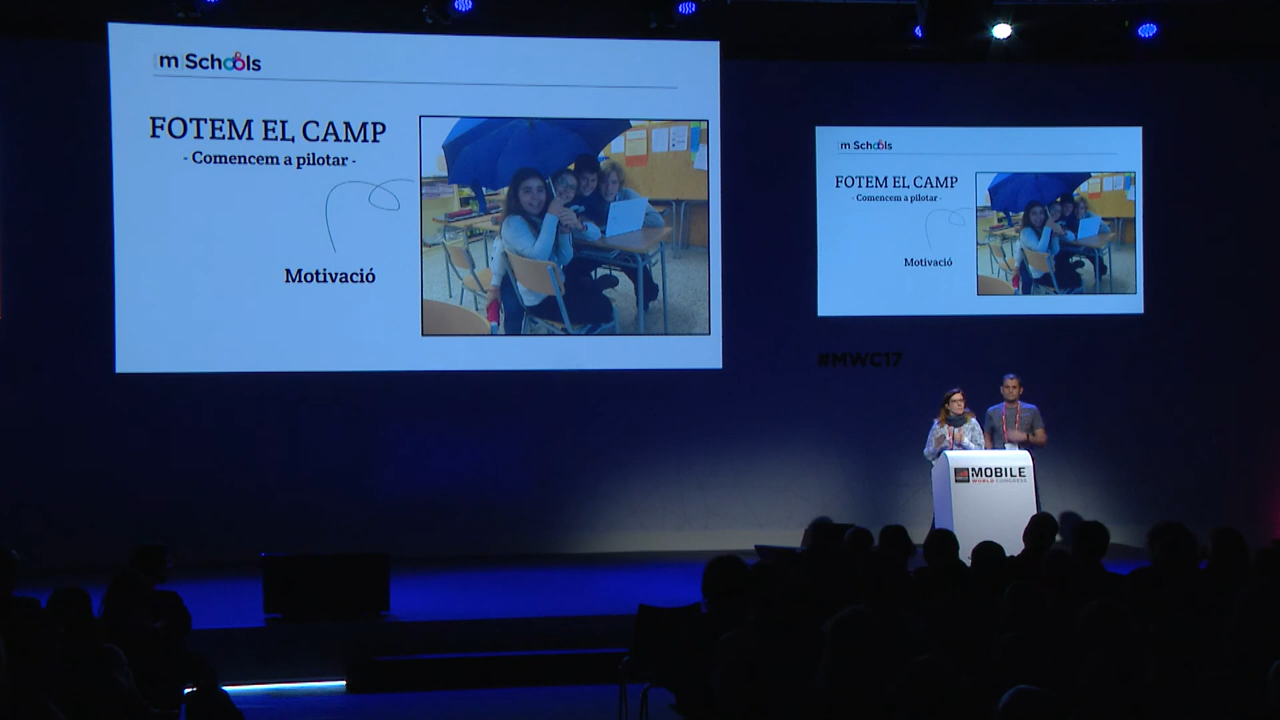 m Schools
FOTEM EL CAMP
- Comencem a pilotar -
Motivació
m Schools
FOTEM EL CAMP
- Comencem a pilotar -
Motivació
#MWC17
MOBILE
WORLD CONGRESS